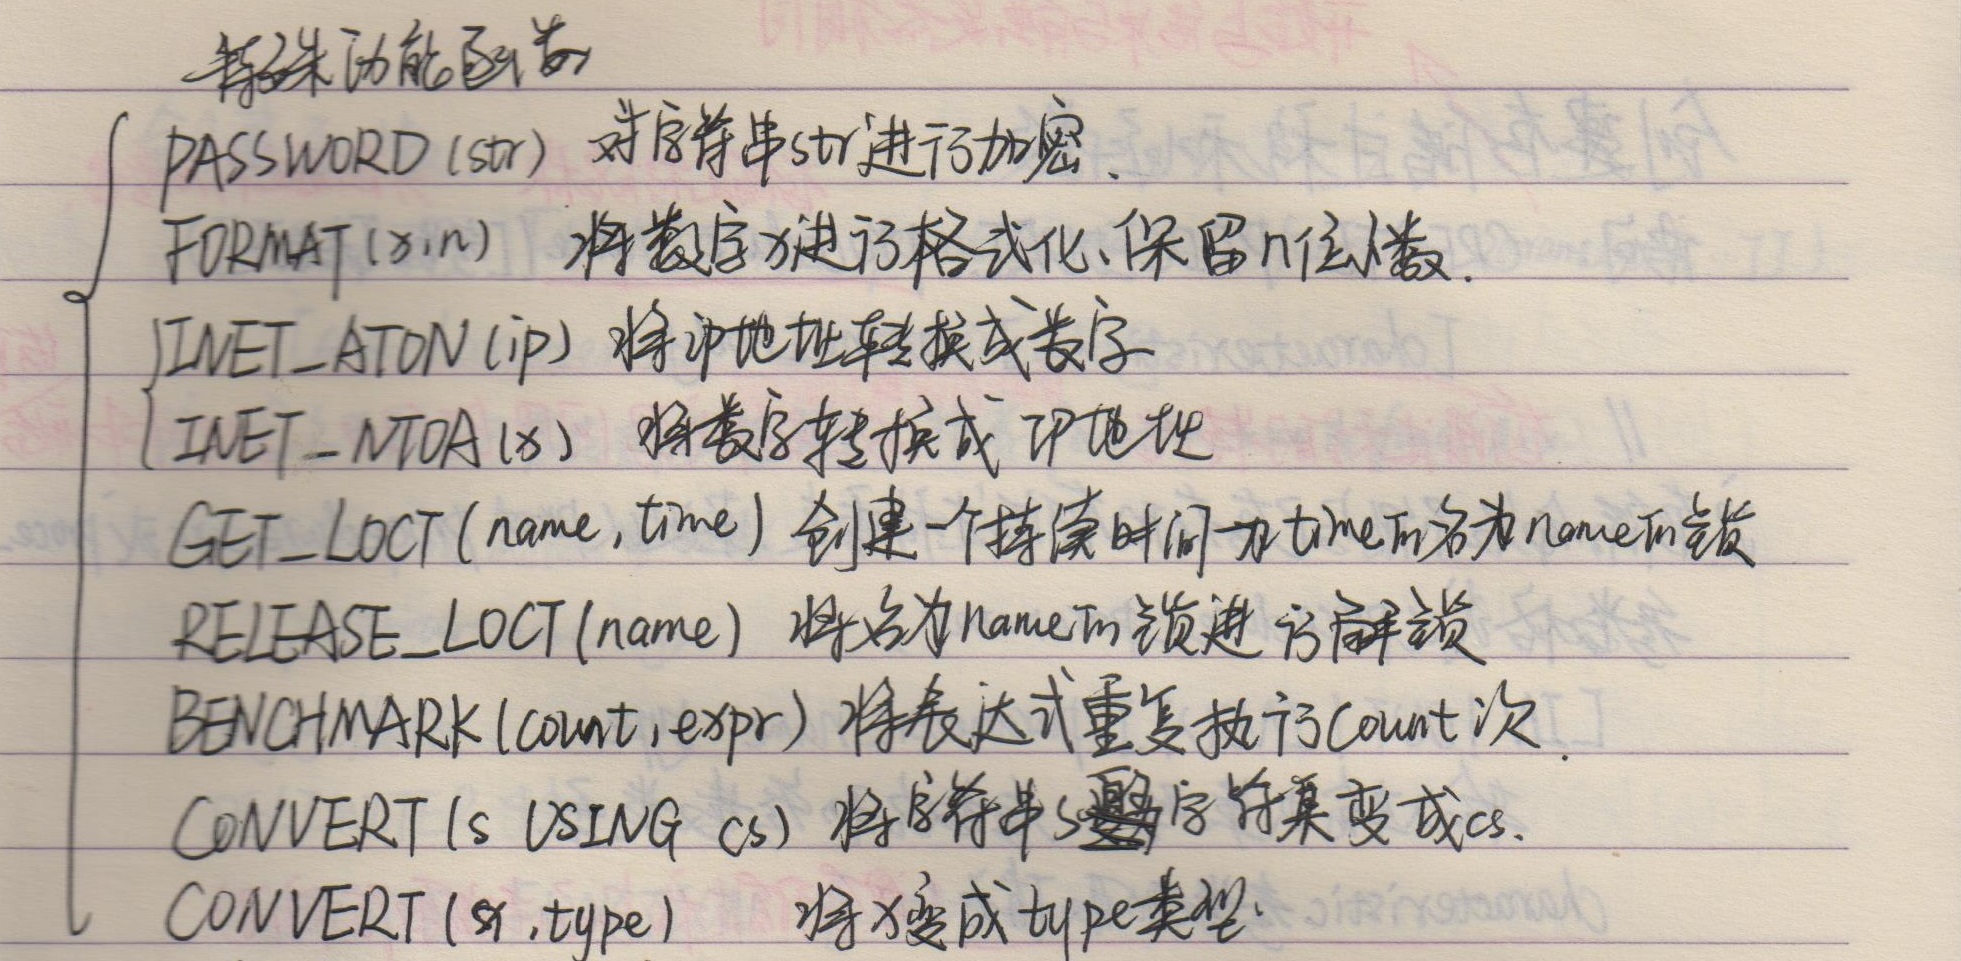 特殊功能函数
PASSWORD(str) 对字符串str进行加密.
FORMAT(x,n) 将数字x进行格式化,保留n位小数.
INET_ATON(ip) 将IP地址转换成数字
INET_NTOA(x) 将数字转换成 IP地址
GET_LOCT(name,time) 创建一个持续时间为time的名为name的锁
RELEASE_LOCT(name) 将名为name的锁进行解锁
BENCHMARK(count,expr) 将表达式重复执行count次.
CONVERT(s USING cs) 将字符串s字符集变成cs.
CONVERT(x,type) 将x变成type类型.